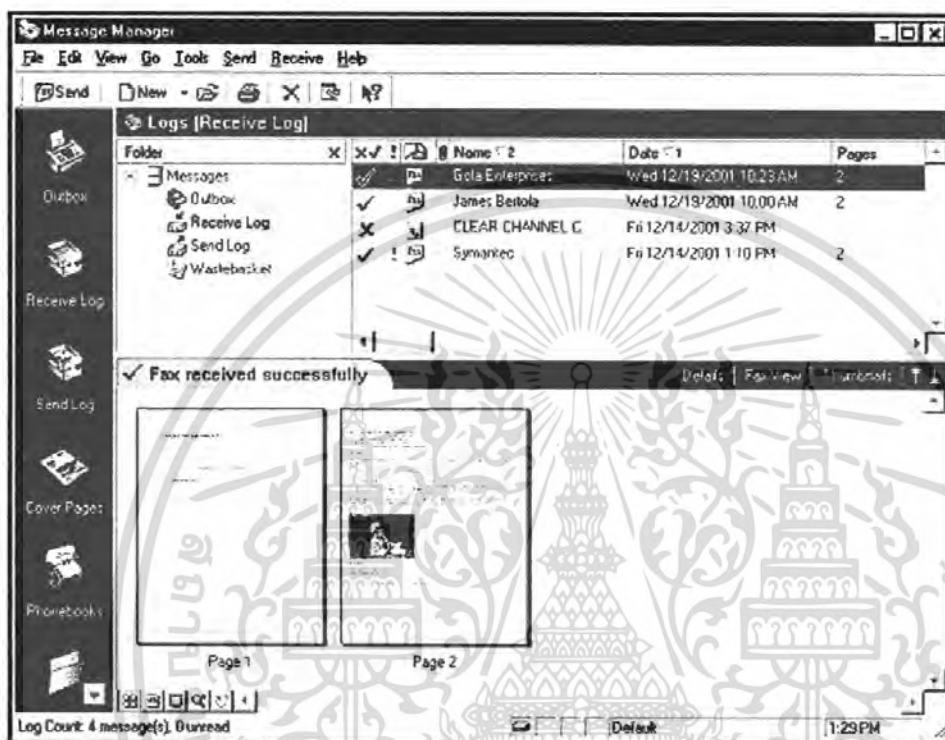 Message Manager
File Edit View Go Tools Send Receive Help
Send New
Logs [Receive Log]
Folder Name 2 Date 1 Pages
Messages
Outbox
Receive Log
Send Log
Wastebasket
Gola Enterprises Wed 12/19/2001 10:23 AM 2
James Bertola Wed 12/19/2001 10:00 AM 2
CLEAR CHANNEL C Fri 12/14/2001 3:37 PM
Symantec Fri 12/14/2001 1:10 PM 2
Outbox
Receive Log
Send Log
Cover Pages
Phonebooks
Fax received successfully
Details Fax View Thumbnails
Page 1 Page 2
Log Count: 4 message(s), 0 unread Default 1:29 PM